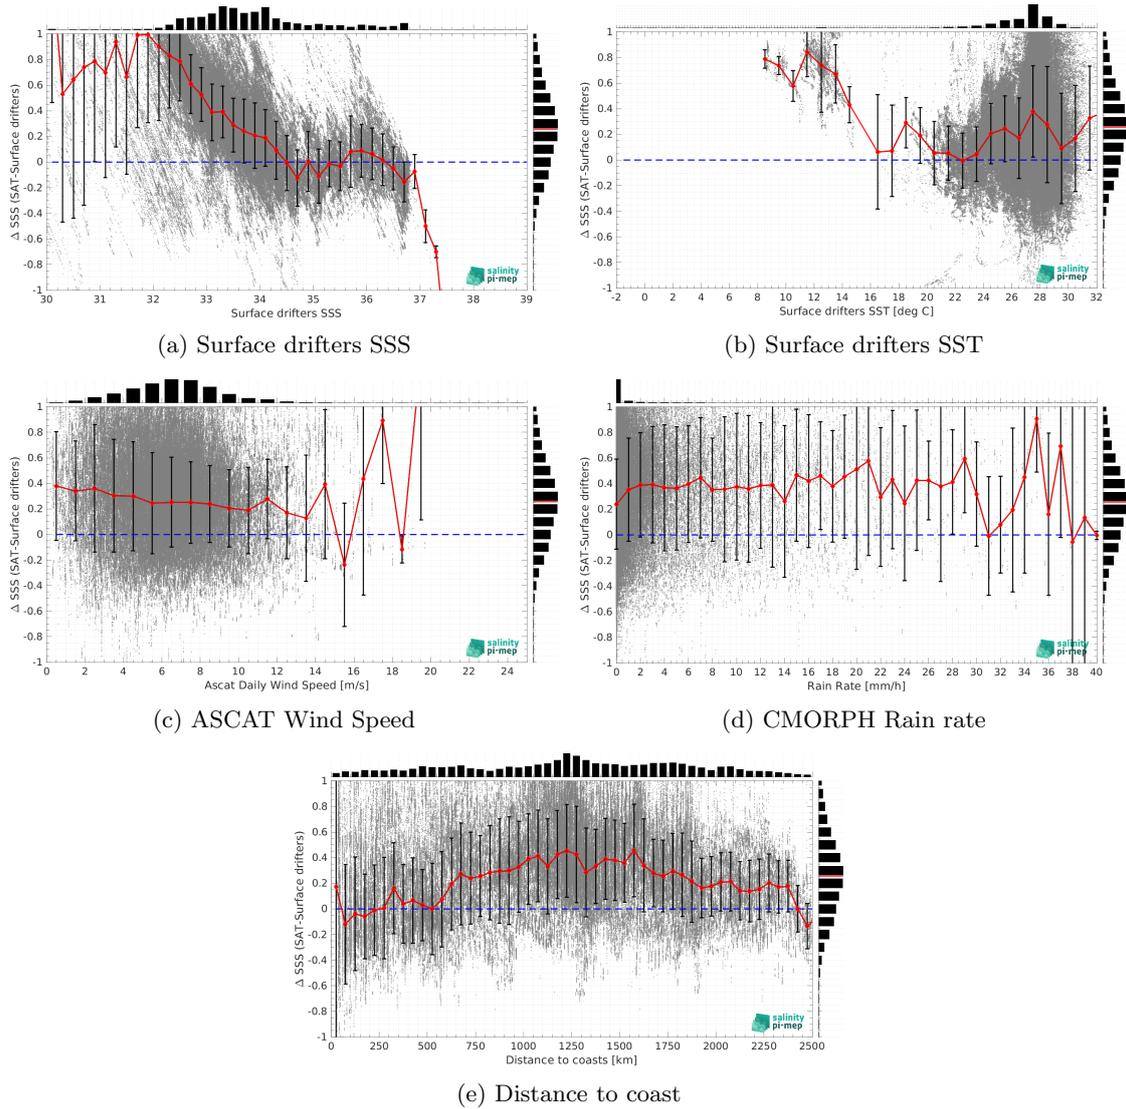 1
0.8
0.6
0.4
0.2
0
-0.2
-0.4
-0.6
-0.8
-1
Δ SSS (SAT-Surface drifters)
salinity
pi-mep
30 31 32 33 34 35 36 37 38 39
Surface drifters SSS
(a) Surface drifters SSS
1
0.8
0.6
0.4
0.2
0
-0.2
-0.4
-0.6
-0.8
-1
Δ SSS (SAT-Surface drifters)
salinity
pi-mep
-2 0 2 4 6 8 10 12 14 16 18 20 22 24 26 28 30 32
Surface drifters SST [deg C]
(b) Surface drifters SST
1
0.8
0.6
0.4
0.2
0
-0.2
-0.4
-0.6
-0.8
-1
Δ SSS (SAT-Surface drifters)
salinity
pi-mep
0 2 4 6 8 10 12 14 16 18 20 22 24
Ascat Daily Wind Speed [m/s]
(c) ASCAT Wind Speed
1
0.8
0.6
0.4
0.2
0
-0.2
-0.4
-0.6
-0.8
-1
Δ SSS (SAT-Surface drifters)
salinity
pi-mep
0 2 4 6 8 10 12 14 16 18 20 22 24 26 28 30 32 34 36 38 40
Rain Rate [mm/h]
(d) CMORPH Rain rate
1
0.8
0.6
0.4
0.2
0
-0.2
-0.4
-0.6
-0.8
-1
Δ SSS (SAT-Surface drifters)
salinity
pi-mep
0 250 500 750 1000 1250 1500 1750 2000 2250 2500
Distance to coasts [km]
(e) Distance to coast